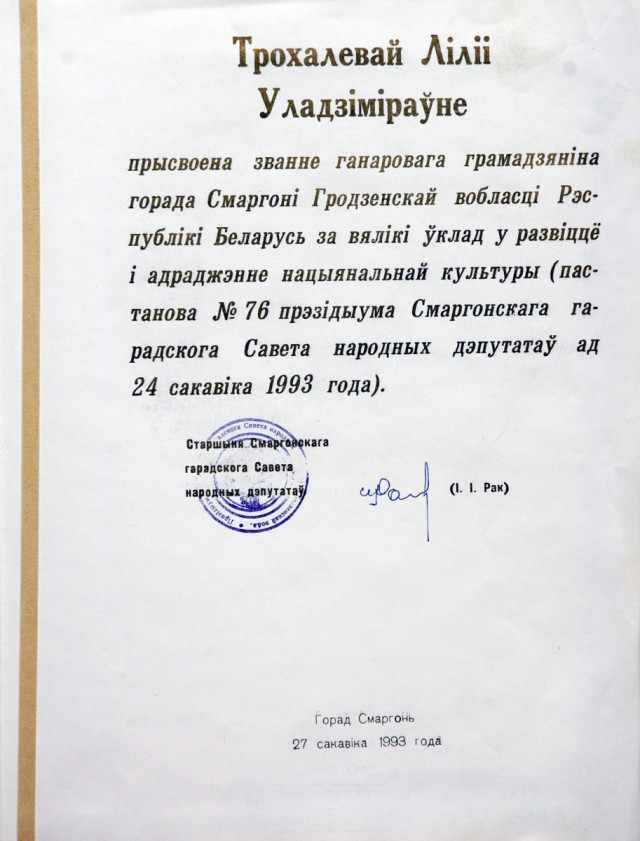 Трохалевай Лілії
Уладзіміраўне
прысвоена званне ганаровага грамадзяніна
горада Смаргоні Гродзенскай вобласці Рэс-
публікі Беларусь за вялікі ўклад у развіццё
і адраджэнне нацыянальнай культуры (пас-
танова № 76 прэзідыума Смаргонскага га-
радскога Савета народных дэпутатаў ад
24 сакавіка 1993 года).
Старшыня Смаргонскага
гарадскога Савета
народных дэпутатаў
(І. І. Рак)
Горад Смаргонь
27 сакавіка 1993 года